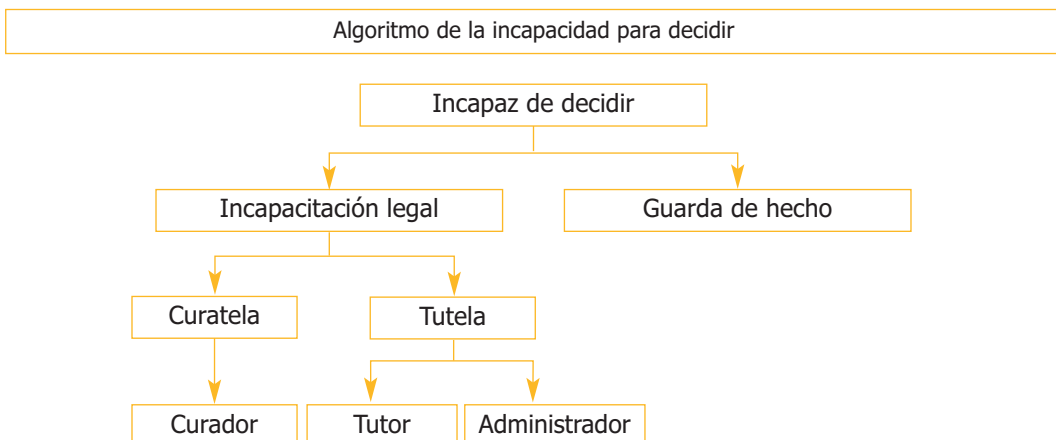 Algoritmo de la incapacidad para decidir
Incapaz de decidir
Incapacitación legal
Guarda de hecho
Curatela
Tutela
Curador
Tutor
Administrador